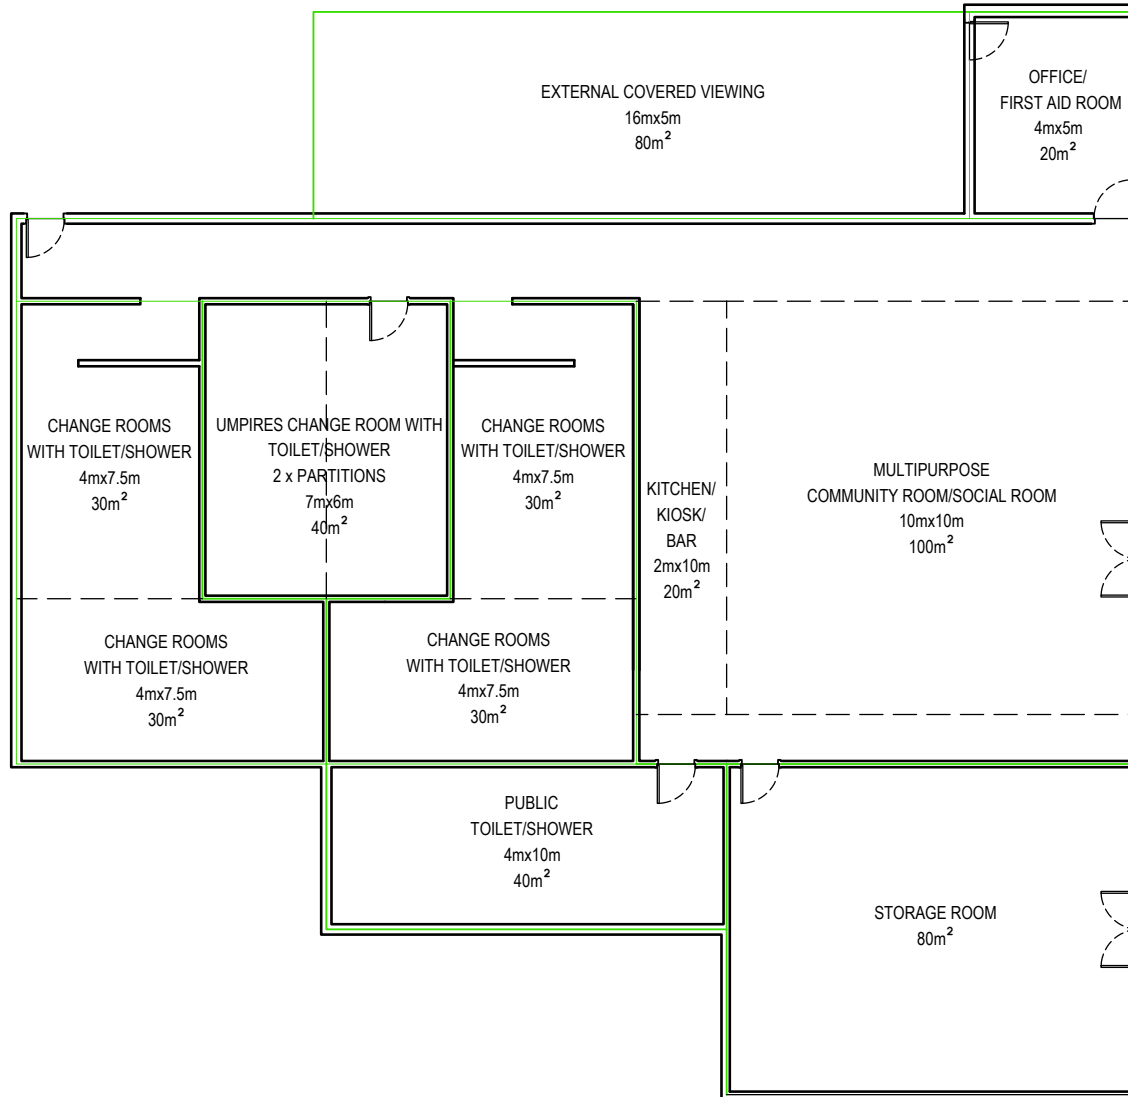 EXTERNAL COVERED VIEWING
16mx5m
80m²
OFFICE/
FIRST AID ROOM
4mx5m
20m²
CHANGE ROOMS
WITH TOILET/SHOWER
4mx7.5m
30m²
UMPIRES CHANGE ROOM WITH
TOILET/SHOWER
2 x PARTITIONS
7mx6m
40m²
CHANGE ROOMS
WITH TOILET/SHOWER
4mx7.5m
30m²
KITCHEN/
KIOSK/
BAR
2mx10m
20m²
MULTIPURPOSE
COMMUNITY ROOM/SOCIAL ROOM
10mx10m
100m²
CHANGE ROOMS
WITH TOILET/SHOWER
4mx7.5m
30m²
CHANGE ROOMS
WITH TOILET/SHOWER
4mx7.5m
30m²
PUBLIC
TOILET/SHOWER
4mx10m
40m²
STORAGE ROOM
80m²